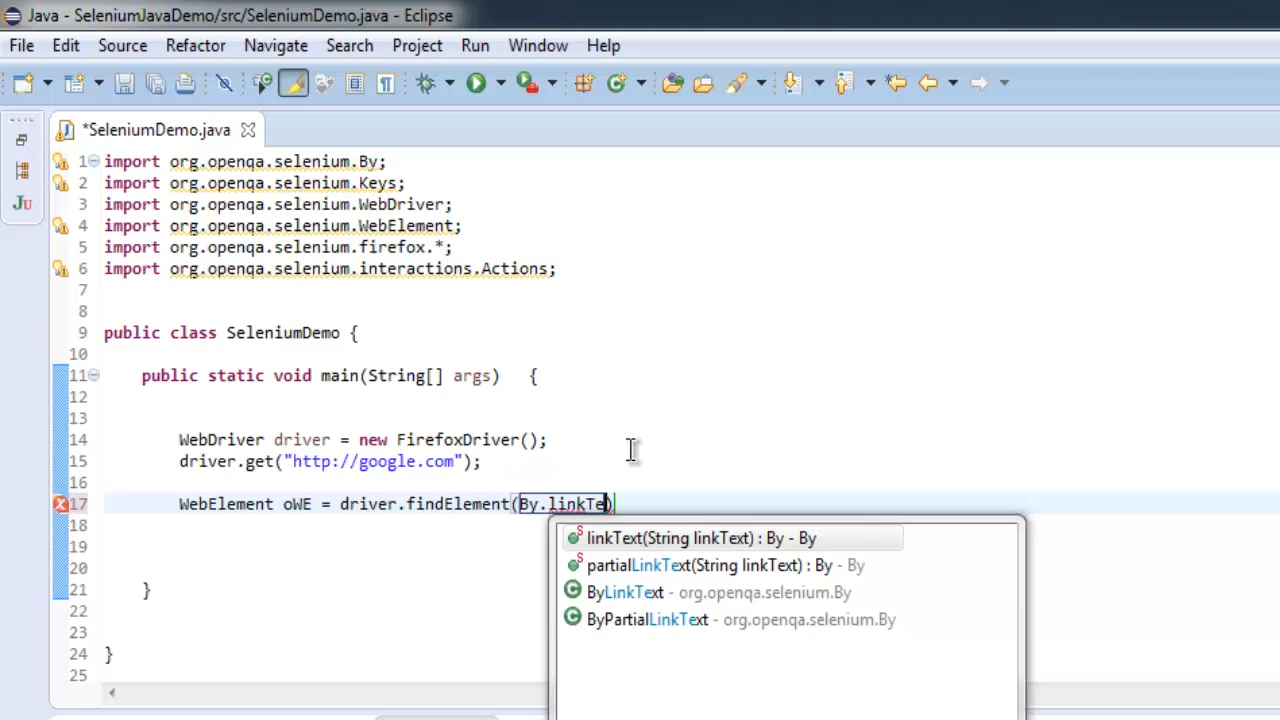 Java - SeleniumJavaDemo/src/SeleniumDemo.java - Eclipse
File Edit Source Refactor Navigate Search Project Run Window Help
*SeleniumDemo.java
1 import org.openqa.selenium.By;
2 import org.openqa.selenium.Keys;
3 import org.openqa.selenium.WebDriver;
4 import org.openqa.selenium.WebElement;
5 import org.openqa.selenium.firefox.*;
6 import org.openqa.selenium.interactions.Actions;
7
8
9 public class SeleniumDemo {
10
11 public static void main(String[] args) {
12
13
14 WebDriver driver = new FirefoxDriver();
15 driver.get("http://google.com");
16
17 WebElement oWE = driver.findElement(By.linkTe)
18
19
20
21 }
22
23
24 }
25
linkText(String linkText) : By - By
partialLinkText(String linkText) : By - By
ByLinkText - org.openqa.selenium.By
ByPartialLinkText - org.openqa.selenium.By
JU